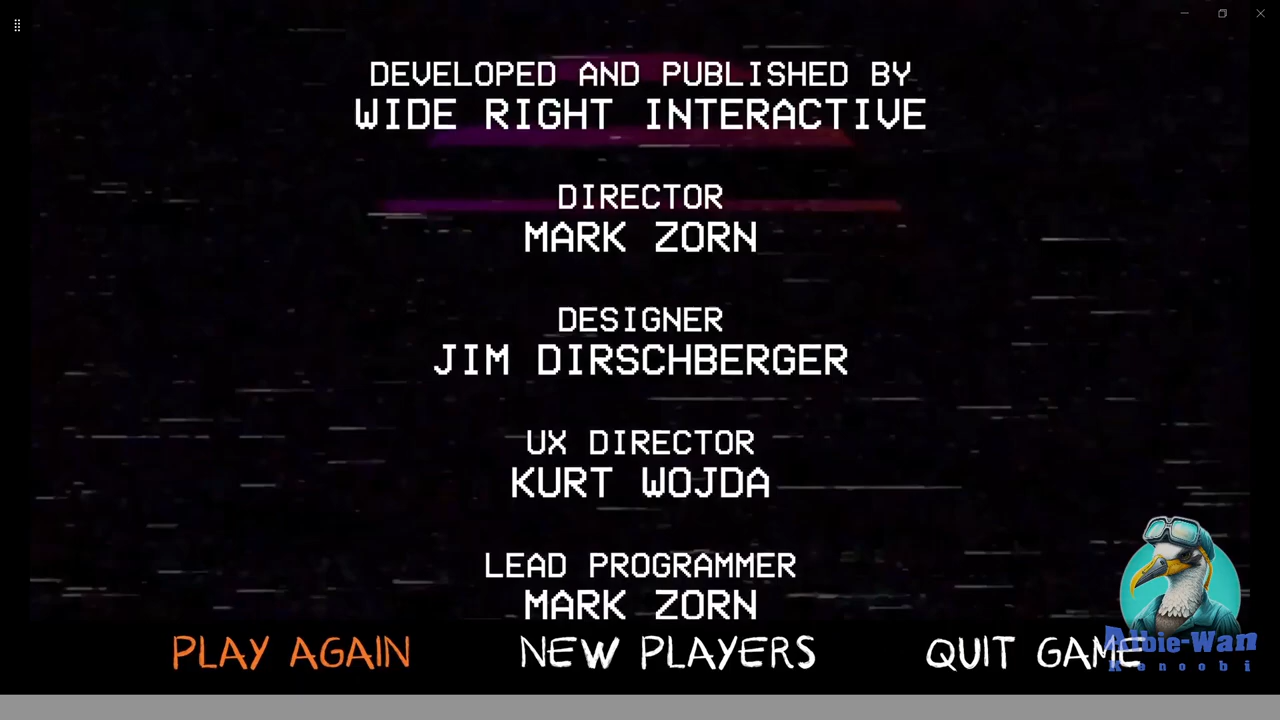 DEVELOPED AND PUBLISHED BY
WIDE RIGHT INTERACTIVE
DIRECTOR
MARK ZORN
DESIGNER
JIM DIRSCHBERGER
UX DIRECTOR
KURT WOJDA
LEAD PROGRAMMER
MARK ZORN
PLAY AGAIN
NEW PLAYERS
QUIT GAME
Albie-Wan
Kenoobi